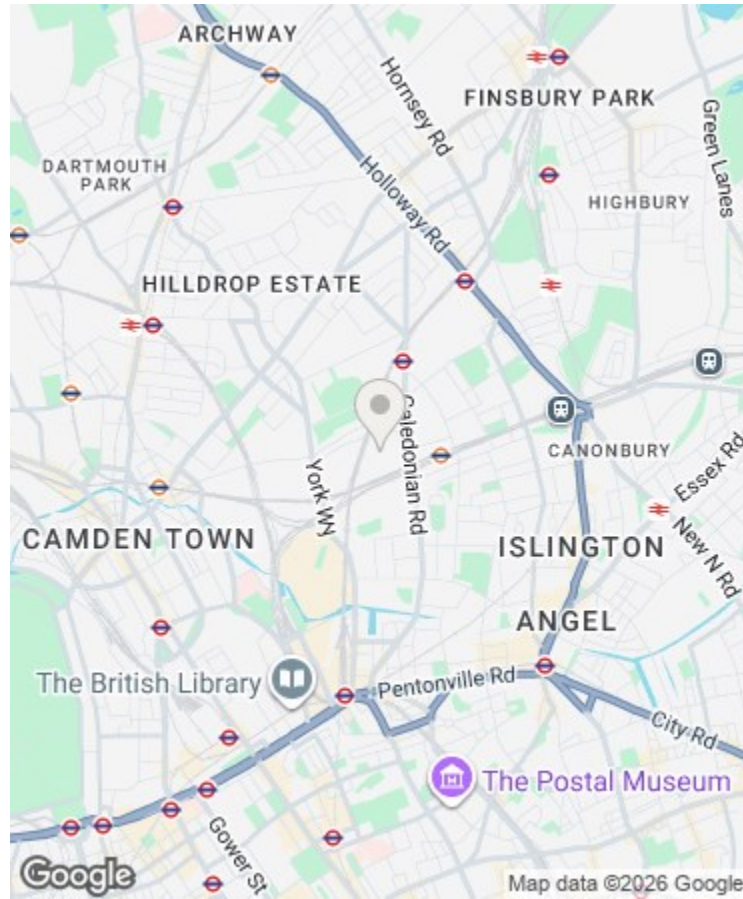 ARCHWAY
Hornsey Rd
FINSBURY PARK
Green Lanes
DARTMOUTH
PARK
Holloway Rd
HIGHBURY
HILLDROP ESTATE
Caledonian Rd
CANONBURY
Essex Rd
York Wy
CAMDEN TOWN
ISLINGTON
New N Rd
ANGEL
The British Library
Pentonville Rd
City Rd
The Postal Museum
Gower St
Google
Map data ©2026 Google